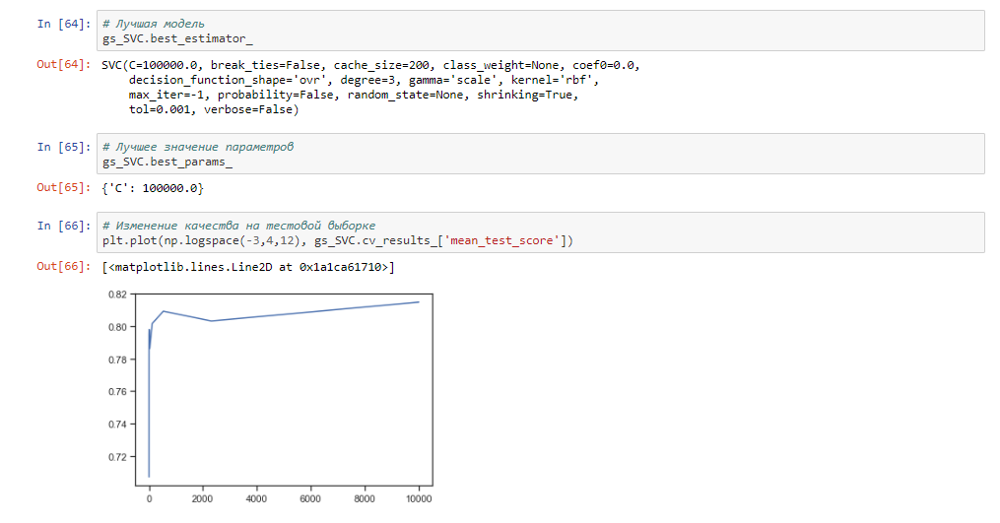 In [64]: # Лучшая модель
gs_SVC.best_estimator_
Out[64]: SVC(C=100000.0, break_ties=False, cache_size=200, class_weight=None, coef0=0.0,
decision_function_shape='ovr', degree=3, gamma='scale', kernel='rbf',
max_iter=-1, probability=False, random_state=None, shrinking=True,
tol=0.001, verbose=False)
In [65]: # Лучшее значение параметров
gs_SVC.best_params_
Out[65]: {'C': 100000.0}
In [66]: # Изменение качества на тестовой выборке
plt.plot(np.logspace(-3,4,12), gs_SVC.cv_results_['mean_test_score'])
Out[66]: [<matplotlib.lines.Line2D at 0x1a1ca61710>]
0.82
0.80
0.78
0.76
0.74
0.72
0 2000 4000 6000 8000 10000